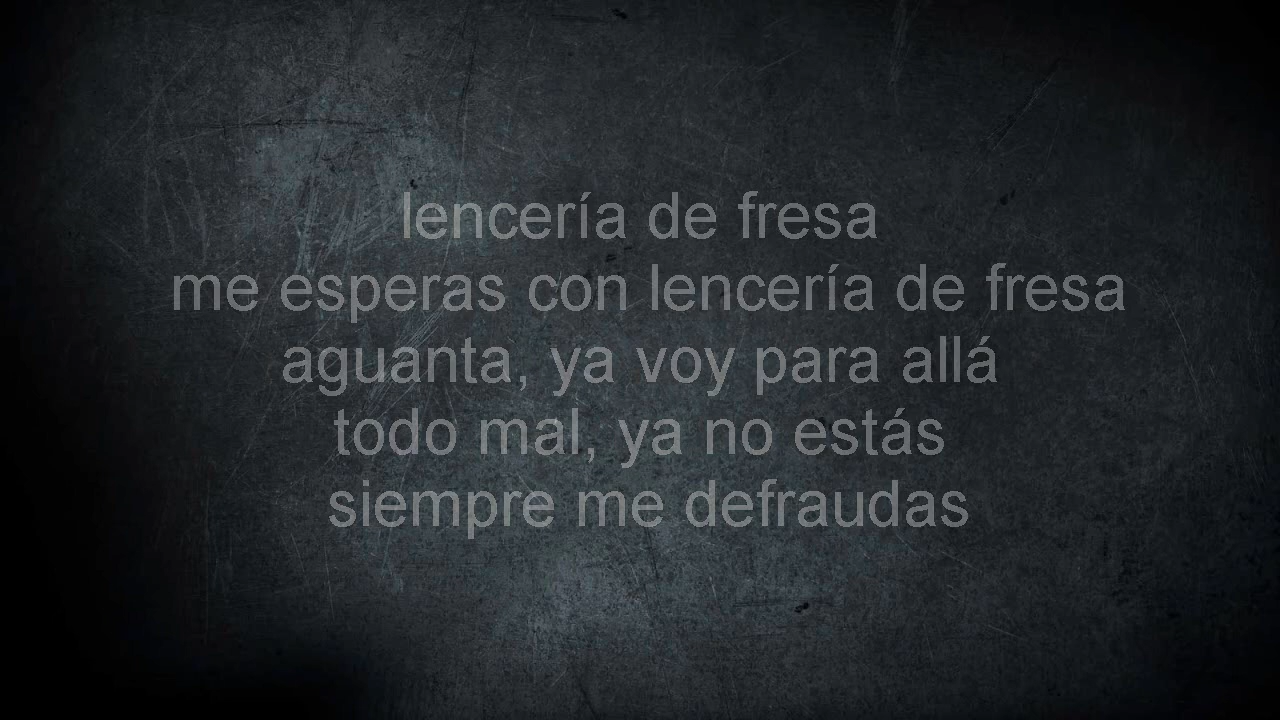 lencería de fresa
me esperas con lencería de fresa
aguanta, ya voy para allá
todo mal, ya no estás
siempre me defraudas